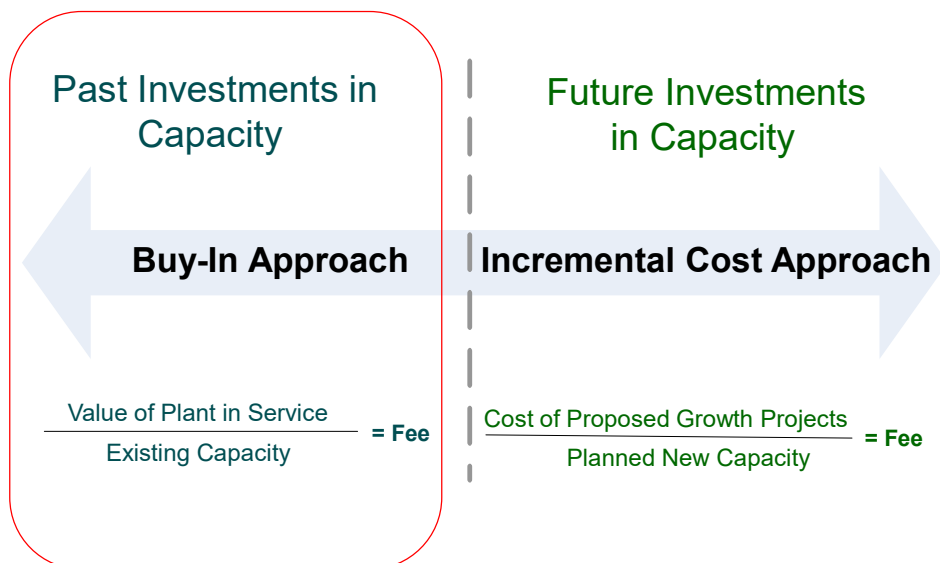 Past Investments in
Capacity
Buy-In Approach
Value of Plant in Service
Existing Capacity
= Fee
Future Investments
in Capacity
Incremental Cost Approach
Cost of Proposed Growth Projects
Planned New Capacity
= Fee